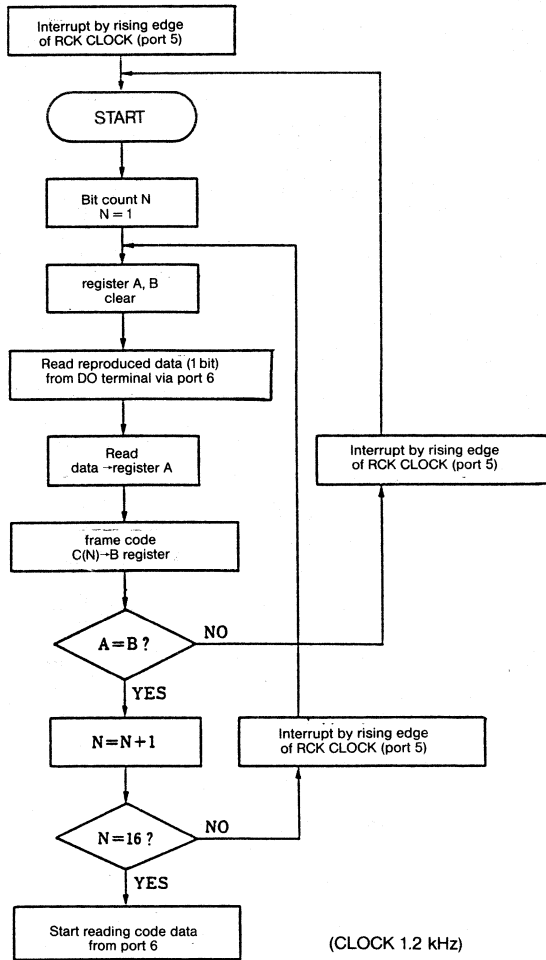 Interrupt by rising edge
of RCK CLOCK (port 5)
START
Bit count N
N = 1
register A, B
clear
Read reproduced data (1 bit)
from DO terminal via port 6
Read
data →register A
Interrupt by rising edge
of RCK CLOCK (port 5)
frame code
C(N)→B register
A=B?
NO
YES
N=N+1
Interrupt by rising edge
of RCK CLOCK (port 5)
N=16?
NO
YES
Start reading code data
from port 6
(CLOCK 1.2 kHz)